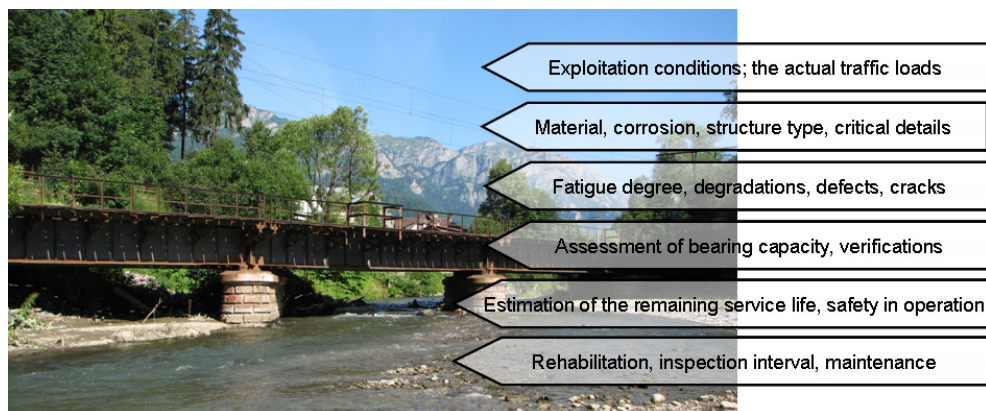 Exploitation conditions; the actual traffic loads
Material, corrosion, structure type, critical details
Fatigue degree, degradations, defects, cracks
Assessment of bearing capacity, verifications
Estimation of the remaining service life, safety in operation
Rehabilitation, inspection interval, maintenance